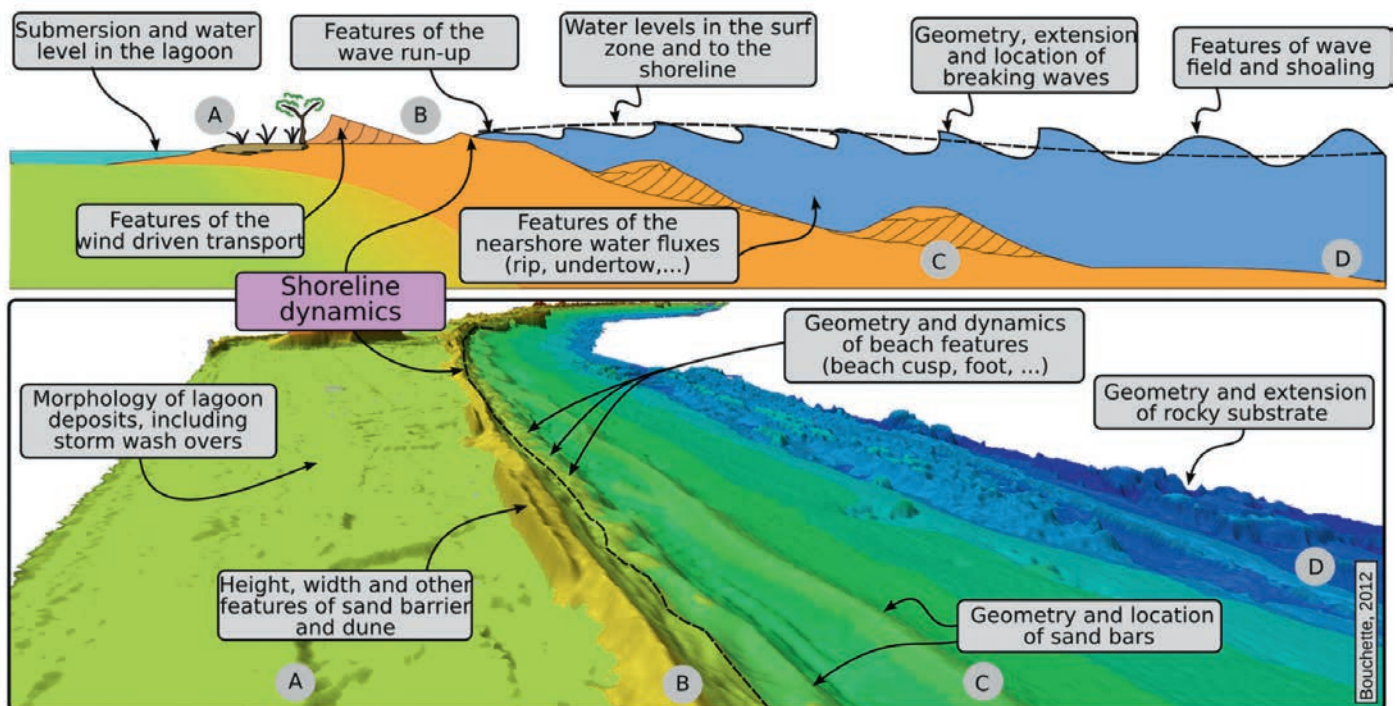 Submersion and water
level in the lagoon
Features of the
wave run-up
Water levels in the surf
zone and to the
shoreline
Geometry, extension
and location of
breaking waves
Features of wave
field and shoaling
A
B
Features of the
wind driven transport
Features of the
nearshore water fluxes
(rip, undertow,...)
C
D
Shoreline
dynamics
Geometry and dynamics
of beach features
(beach cusp, foot, ...)
Geometry and extension
of rocky substrate
Morphology of lagoon
deposits, including
storm wash overs
Height, width and other
features of sand barrier
and dune
Geometry and location
of sand bars
A
B
C
D
Bouchette, 2012